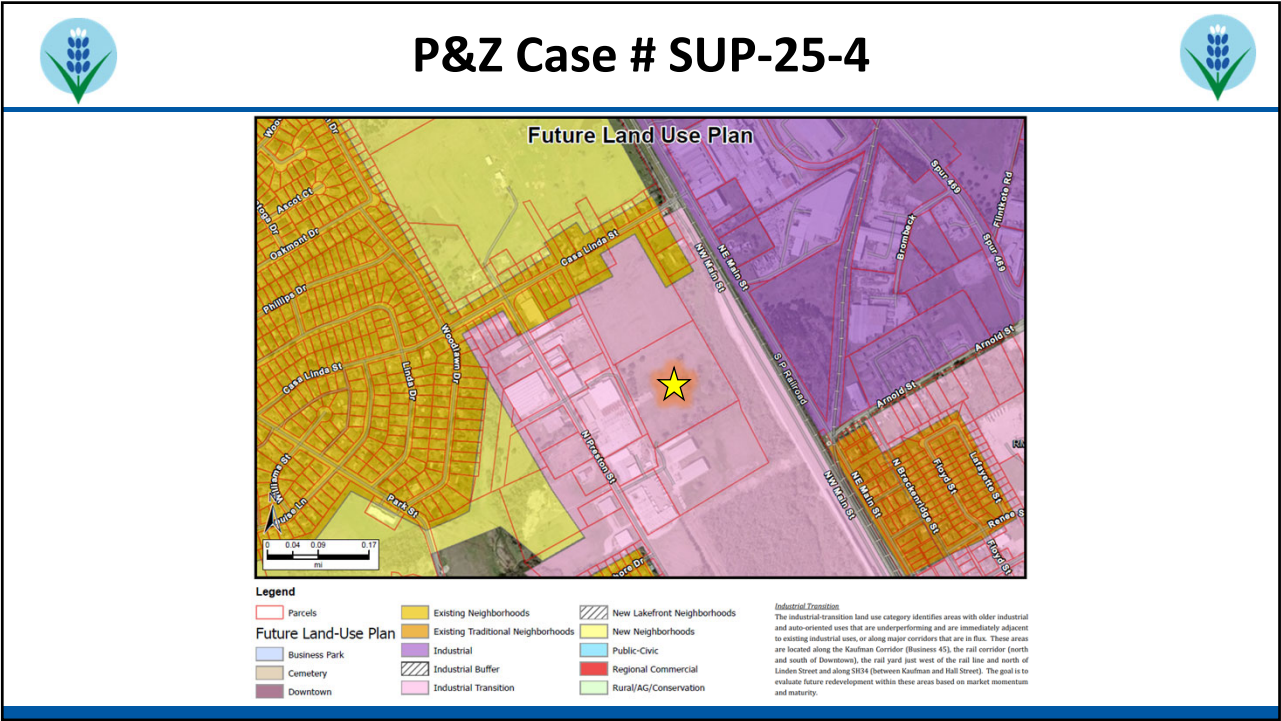 P&Z Case # SUP-25-4
Future Land Use Plan
Ascot Ct
Oakmont Dr
Phillips Dr
Casa Linda St
Casa Linda St
Woodlawn Dr
Linda Dr
Park St
N Preston St
NW Main St
NE Main St
S P Railroad
Spur 469
Spur 469
Flintkote Rd
Brombeck
Arnold St
Arnold St
NW Main St
NE Main St
N Breckenridge St
Floyd St
Lafayette St
Renee S
Floyd St
0 0.04 0.09 0.17
mi
Legend
Parcels
Future Land-Use Plan
Business Park
Cemetery
Downtown
Existing Neighborhoods
Existing Traditional Neighborhoods
Industrial
Industrial Buffer
Industrial Transition
New Lakefront Neighborhoods
New Neighborhoods
Public-Civic
Regional Commercial
Rural/AG/Conservation
Industrial Transition
The industrial-transition land use category identifies areas with older industrial
and auto-oriented uses that are underperforming and are immediately adjacent
to existing industrial uses, or along major corridors that are in flux. These areas
are located along the Kaufman Corridor (Business 45), the rail corridor (north
and south of Downtown), the rail yard just west of the rail line and north of
Linden Street and along SH34 (between Kaufman and Hall Street). The goal is to
evaluate future redevelopment within these areas based on market momentum
and maturity.